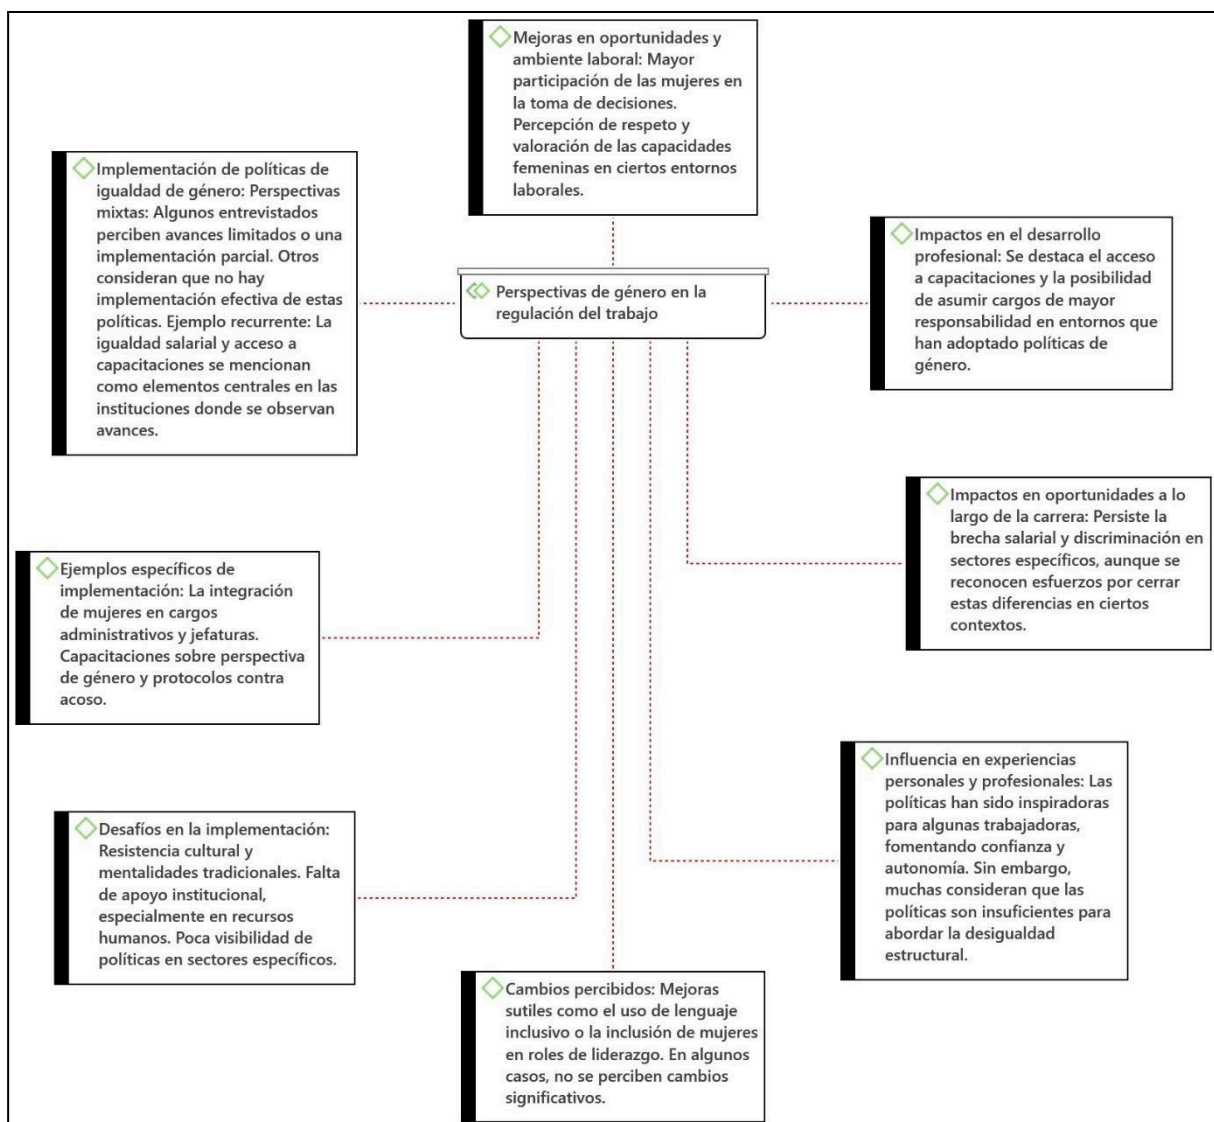 Mejoras en oportunidades y
ambiente laboral: Mayor
participación de las mujeres en
la toma de decisiones.
Percepción de respeto y
valoración de las capacidades
femeninas en ciertos entornos
laborales.
Implementación de políticas de
igualdad de género: Perspectivas
mixtas: Algunos entrevistados
perciben avances limitados o una
implementación parcial. Otros
consideran que no hay
implementación efectiva de estas
políticas. Ejemplo recurrente: La
igualdad salarial y acceso a
capacitaciones se mencionan
como elementos centrales en las
instituciones donde se observan
avances.
Perspectivas de género en la
regulación del trabajo
Impactos en el desarrollo
profesional: Se destaca el acceso
a capacitaciones y la posibilidad
de asumir cargos de mayor
responsabilidad en entornos que
han adoptado políticas de
género.
Impactos en oportunidades a lo
largo de la carrera: Persiste la
brecha salarial y discriminación en
sectores específicos, aunque se
reconocen esfuerzos por cerrar
estas diferencias en ciertos
contextos.
Ejemplos específicos de
implementación: La integración
de mujeres en cargos
administrativos y jefaturas.
Capacitaciones sobre perspectiva
de género y protocolos contra
acoso.
Influencia en experiencias
personales y profesionales: Las
políticas han sido inspiradoras
para algunas trabajadoras,
fomentando confianza y
autonomía. Sin embargo,
muchas consideran que las
políticas son insuficientes para
abordar la desigualdad
estructural.
Desafíos en la implementación:
Resistencia cultural y
mentalidades tradicionales. Falta
de apoyo institucional,
especialmente en recursos
humanos. Poca visibilidad de
políticas en sectores específicos.
Cambios percibidos: Mejoras
sutiles como el uso de lenguaje
inclusivo o la inclusión de mujeres
en roles de liderazgo. En algunos
casos, no se perciben cambios
significativos.